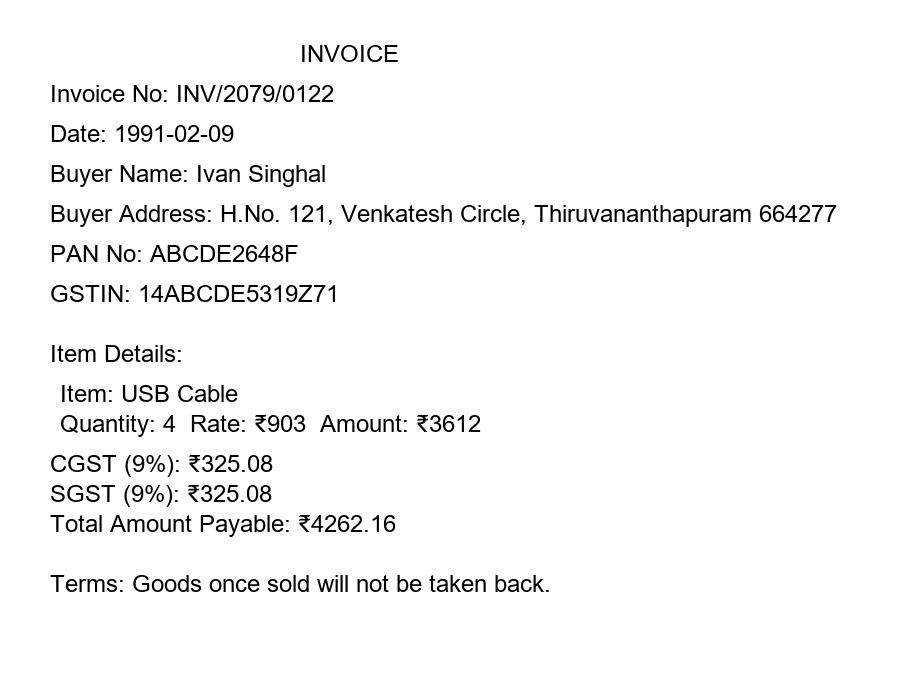 INVOICE
Invoice No: INV/2079/0122
Date: 1991-02-09
Buyer Name: Ivan Singhal
Buyer Address: H.No. 121, Venkatesh Circle, Thiruvananthapuram 664277
PAN No: ABCDE2648F
GSTIN: 14ABCDE5319Z71
Item Details:
Item: USB Cable
Quantity: 4  Rate: ₹903  Amount: ₹3612
CGST (9%): ₹325.08
SGST (9%): ₹325.08
Total Amount Payable: ₹4262.16
Terms: Goods once sold will not be taken back.